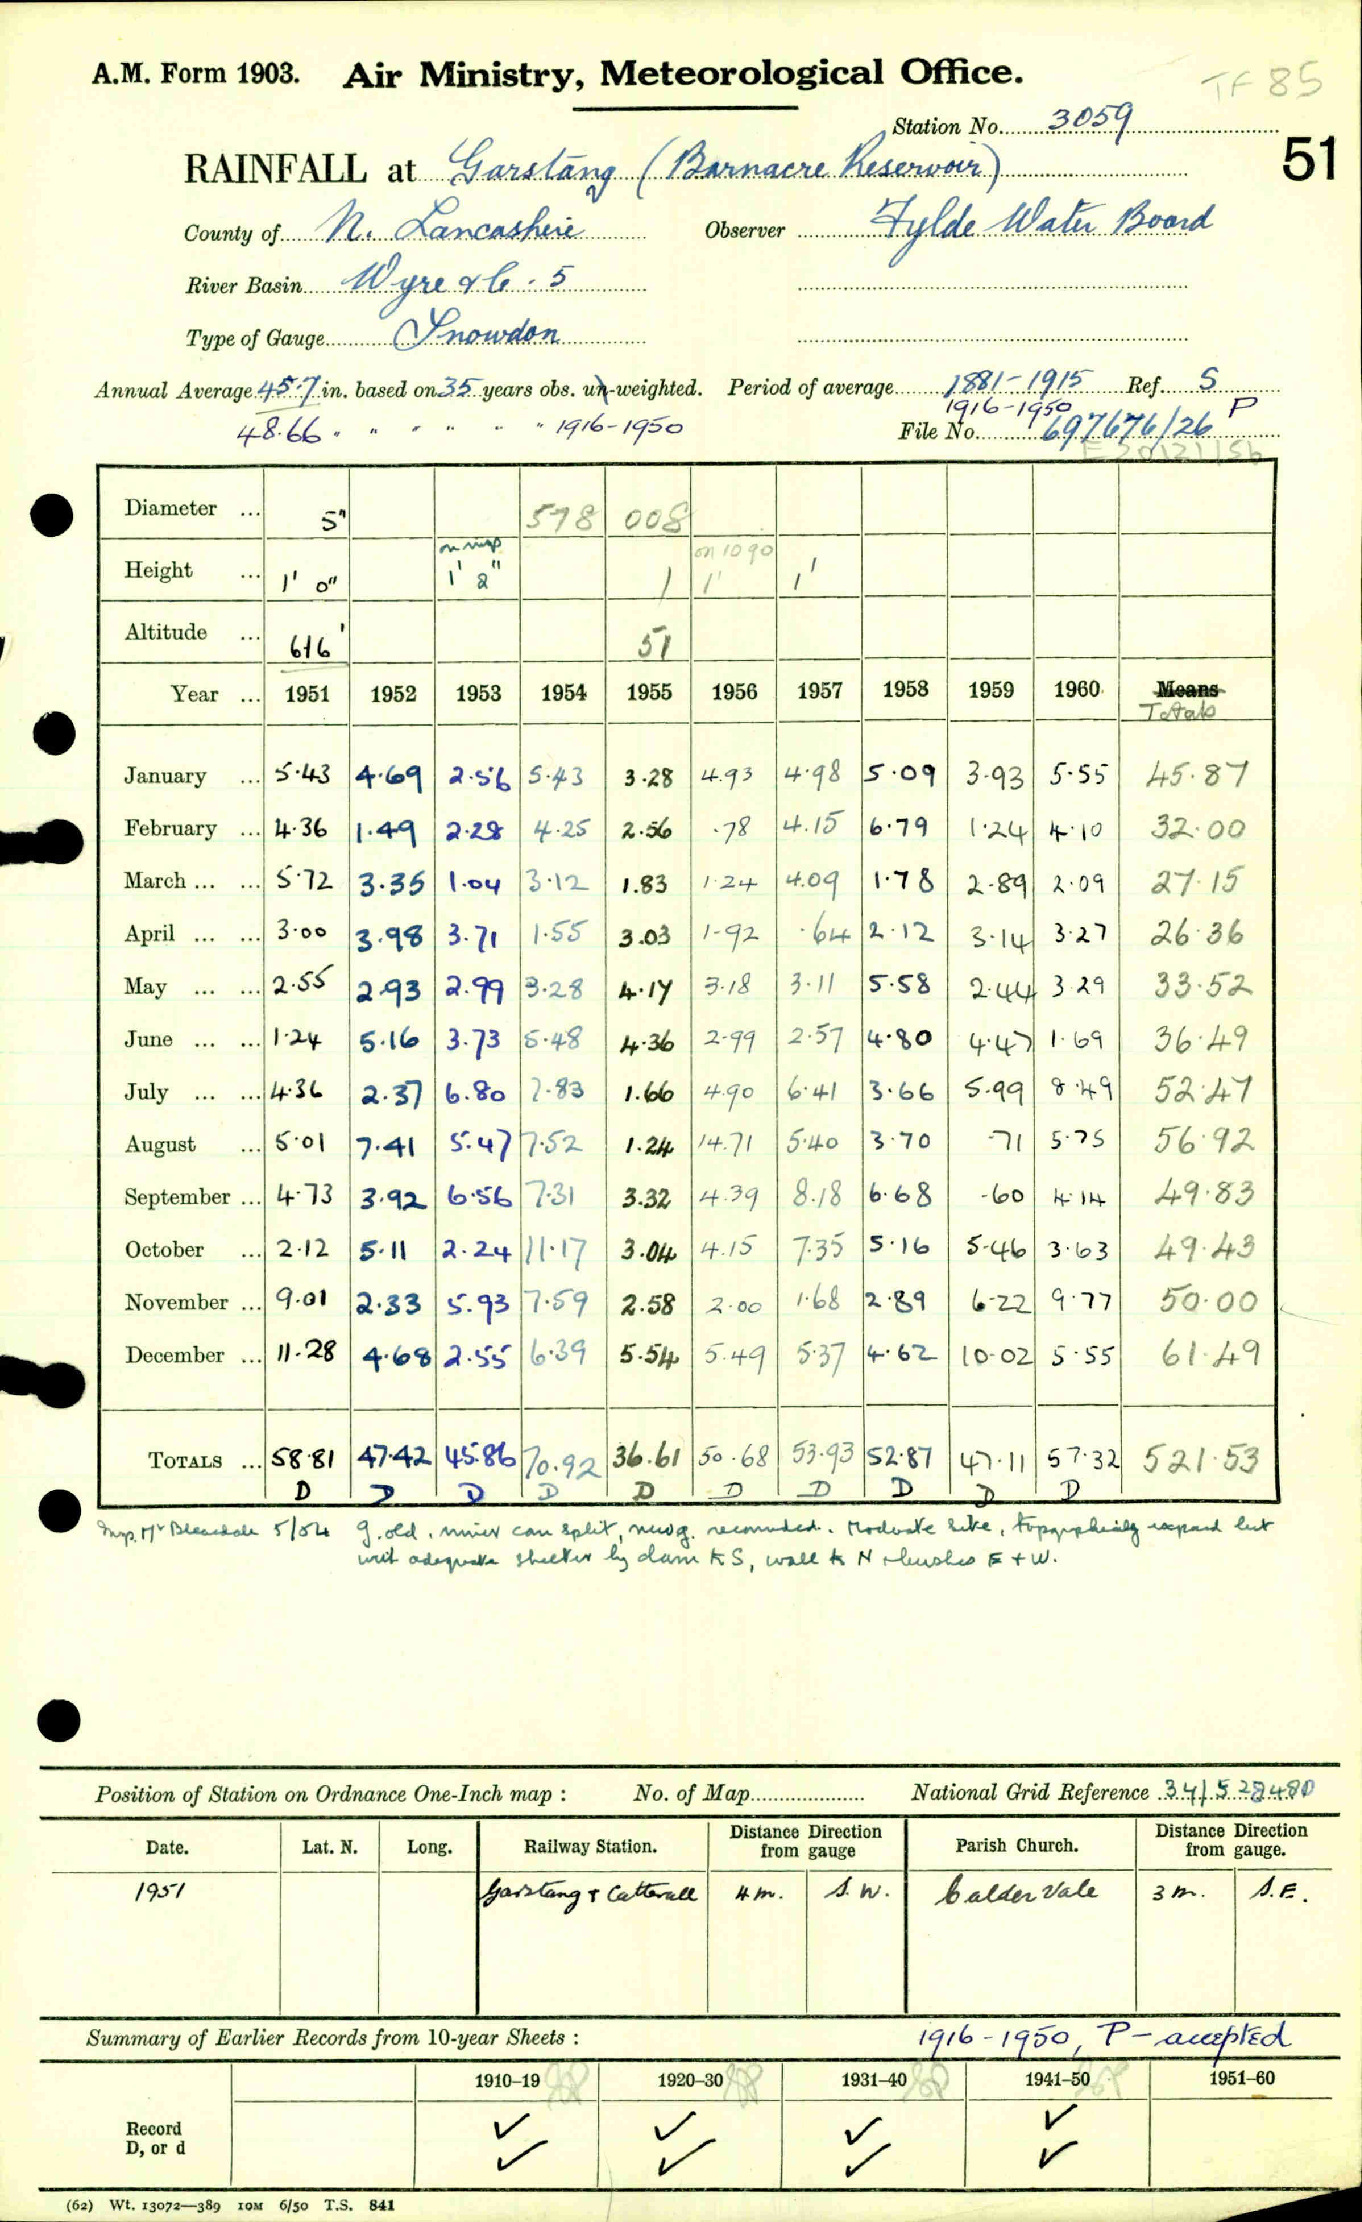 A.M. Form 1903. Air Ministry, Meteorological Office. TF 85
Station No. 3059
51
RAINFALL at Garstang (Barnacre Reservoir)
County of N. Lancashire Observer Fylde Water Board
River Basin Wyre &c. 5
Type of Gauge Snowdon
Annual Average 45.7 in. based on 35 years obs. un-weighted. Period of average 1881-1915 Ref. S
1916-1950 P
48.66 " " " " " " 1916-1950 File No. 697676/26
Diameter ... 5" 578 008
on insp on 1090
Height ... 1' 0" 1' 2" 1 1' 1'
Altitude ... 616' 51
Year ... 1951 1952 1953 1954 1955 1956 1957 1958 1959 1960 Means
Totals
January ... 5.43 4.69 2.56 5.43 3.28 4.93 4.98 5.09 3.93 5.55 45.87
February ... 4.36 1.49 2.28 4.25 2.56 .78 4.15 6.79 1.24 4.10 32.00
March ... ... 5.72 3.35 1.04 3.12 1.83 1.24 4.09 1.78 2.89 2.09 27.15
April ... ... 3.00 3.98 3.71 1.55 3.03 1.92 .64 2.12 3.14 3.27 26.36
May ... ... 2.55 2.93 2.99 3.28 4.17 3.18 3.11 5.58 2.44 3.29 33.52
June ... ... 1.24 5.16 3.73 5.48 4.36 2.99 2.57 4.80 4.47 1.69 36.49
July ... ... 4.36 2.37 6.80 7.83 1.66 4.90 6.41 3.66 5.99 8.49 52.47
August ... 5.01 7.41 5.47 7.52 1.24 14.71 5.40 3.70 .71 5.75 56.92
September ... 4.73 3.92 6.56 7.31 3.32 4.39 8.18 6.68 .60 4.14 49.83
October ... 2.12 5.11 2.24 11.17 3.04 4.15 7.35 5.16 5.46 3.63 49.43
November ... 9.01 2.33 5.93 7.59 2.58 2.00 1.68 2.89 6.22 9.77 50.00
December ... 11.28 4.68 2.55 6.39 5.54 5.49 5.37 4.62 10.02 5.55 61.49
TOTALS ... 58.81 47.42 45.86 70.92 36.61 50.68 53.93 52.87 47.11 57.32 521.53
D D D D D D D D D D
Insp. Mr Bleasdale 5/54 g. old, inner can split, new g. recommded. Moderate site, topographically exposed but
with adequate shelter by dam to S, wall to N + bushes E + W.
Position of Station on Ordnance One-Inch map : No. of Map National Grid Reference 34/528480
Date. Lat. N. Long. Railway Station. Distance from gauge Direction Parish Church. Distance from gauge. Direction
1951 Garstang & Catterall 4 m. S.W. Calder Vale 3 m. S.E.
Summary of Earlier Records from 10-year Sheets : 1916-1950, P - accepted
1910–19 1920–30 1931–40 1941–50 1951–60
Record ✓ ✓ ✓ ✓
D, or d ✓ ✓ ✓ ✓
(62) Wt. 13072—389 10M 6/50 T.S. 841